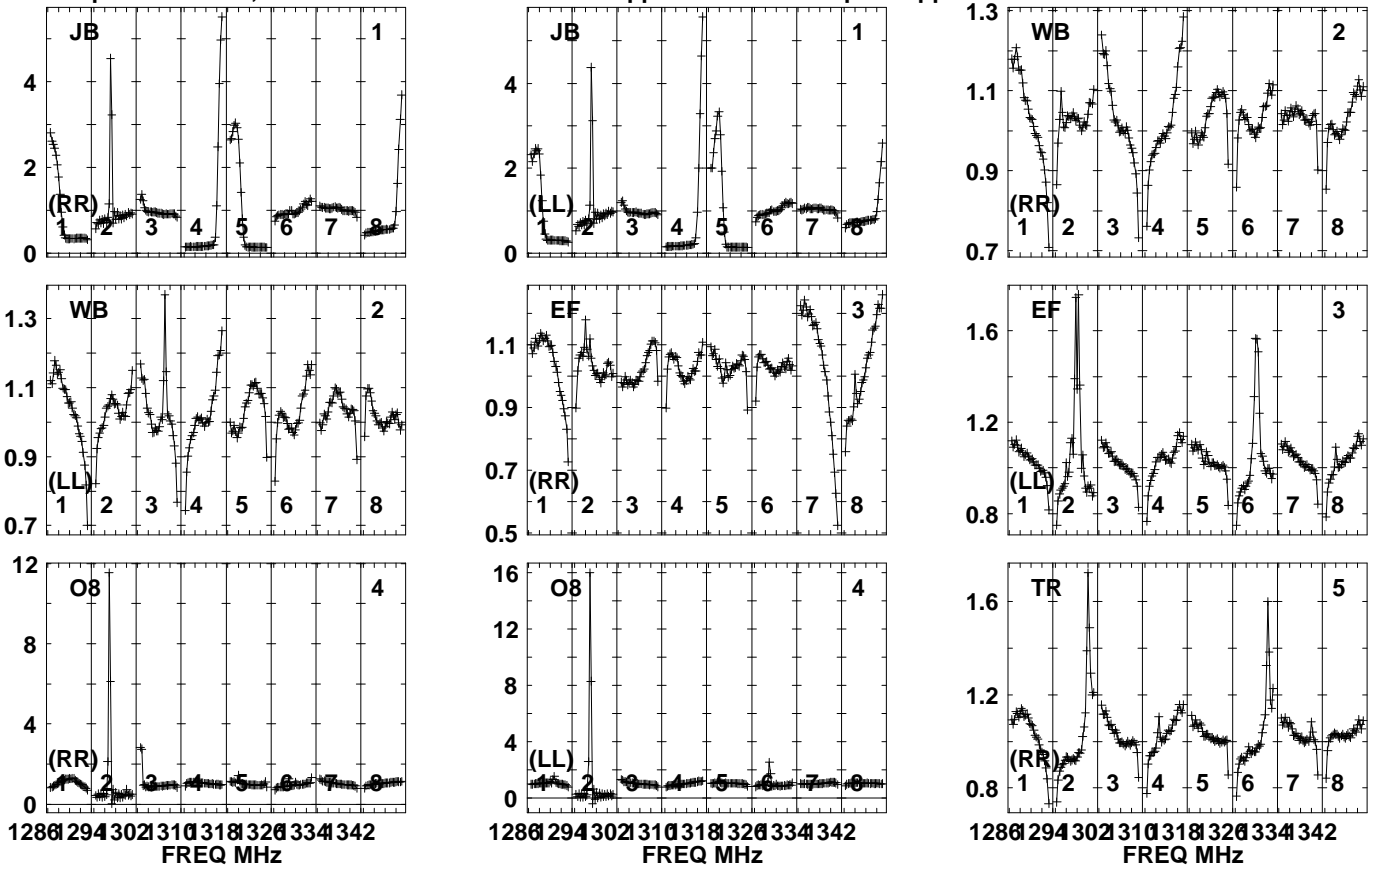 JB 1
4
2
0
(RR)
1 2 3 4 5 6 7 8
JB 1
4
2
0
(LL)
1 2 3 4 5 6 7 8
WB 2
1.3
1.1
0.9
0.7
(RR)
1 2 3 4 5 6 7 8
WB 2
1.3
1.1
0.9
0.7
(LL)
1 2 3 4 5 6 7 8
EF 3
1.1
0.9
0.7
0.5
(RR)
1 2 3 4 5 6 7 8
EF 3
1.6
1.2
0.8
(LL)
1 2 3 4 5 6 7 8
O8 4
12
8
4
0
(RR)
1 2 3 4 5 6 7 8
1286 1294 1302 1310 1318 1326 1334 1342
FREQ MHz
O8 4
16
12
8
4
0
(LL)
1 2 3 4 5 6 7 8
1286 1294 1302 1310 1318 1326 1334 1342
FREQ MHz
TR 5
1.6
1.2
0.8
(RR)
1 2 3 4 5 6 7 8
1286 1294 1302 1310 1318 1326 1334 1342
FREQ MHz